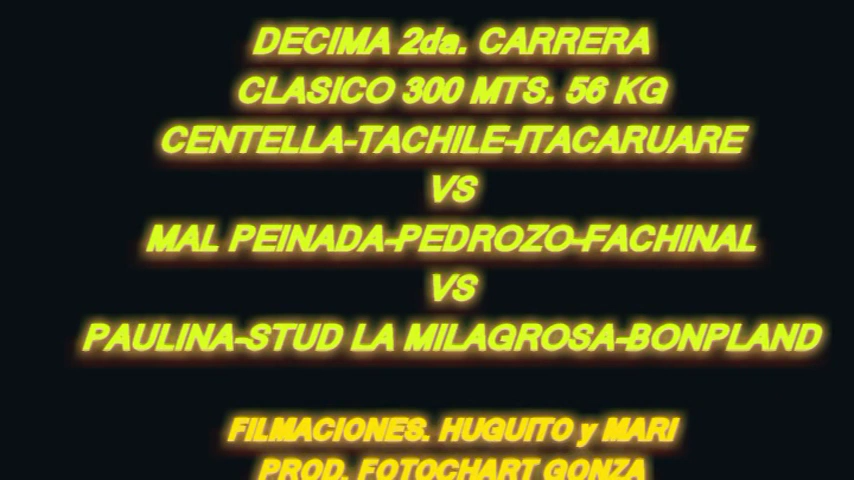 DECIMA 2da. CARRERA
CLASICO 300 MTS. 56 KG
CENTELLA-TACHILE-ITACARUARE
VS
MAL PEINADA-PEDROZO-FACHINAL
VS
PAULINA-STUD LA MILAGROSA-BONPLAND
FILMACIONES. HUGUITO y MARI
PROD. FOTOCHART GONZA